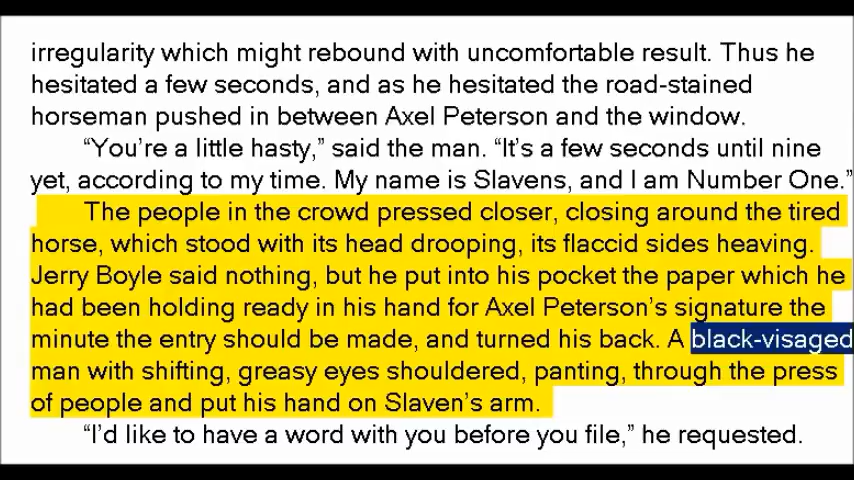 irregularity which might rebound with uncomfortable result. Thus he
hesitated a few seconds, and as he hesitated the road-stained
horseman pushed in between Axel Peterson and the window.
“You’re a little hasty,” said the man. “It’s a few seconds until nine
yet, according to my time. My name is Slavens, and I am Number One.”
The people in the crowd pressed closer, closing around the tired
horse, which stood with its head drooping, its flaccid sides heaving.
Jerry Boyle said nothing, but he put into his pocket the paper which he
had been holding ready in his hand for Axel Peterson’s signature the
minute the entry should be made, and turned his back. A black-visaged
man with shifting, greasy eyes shouldered, panting, through the press
of people and put his hand on Slaven’s arm.
“I’d like to have a word with you before you file,” he requested.